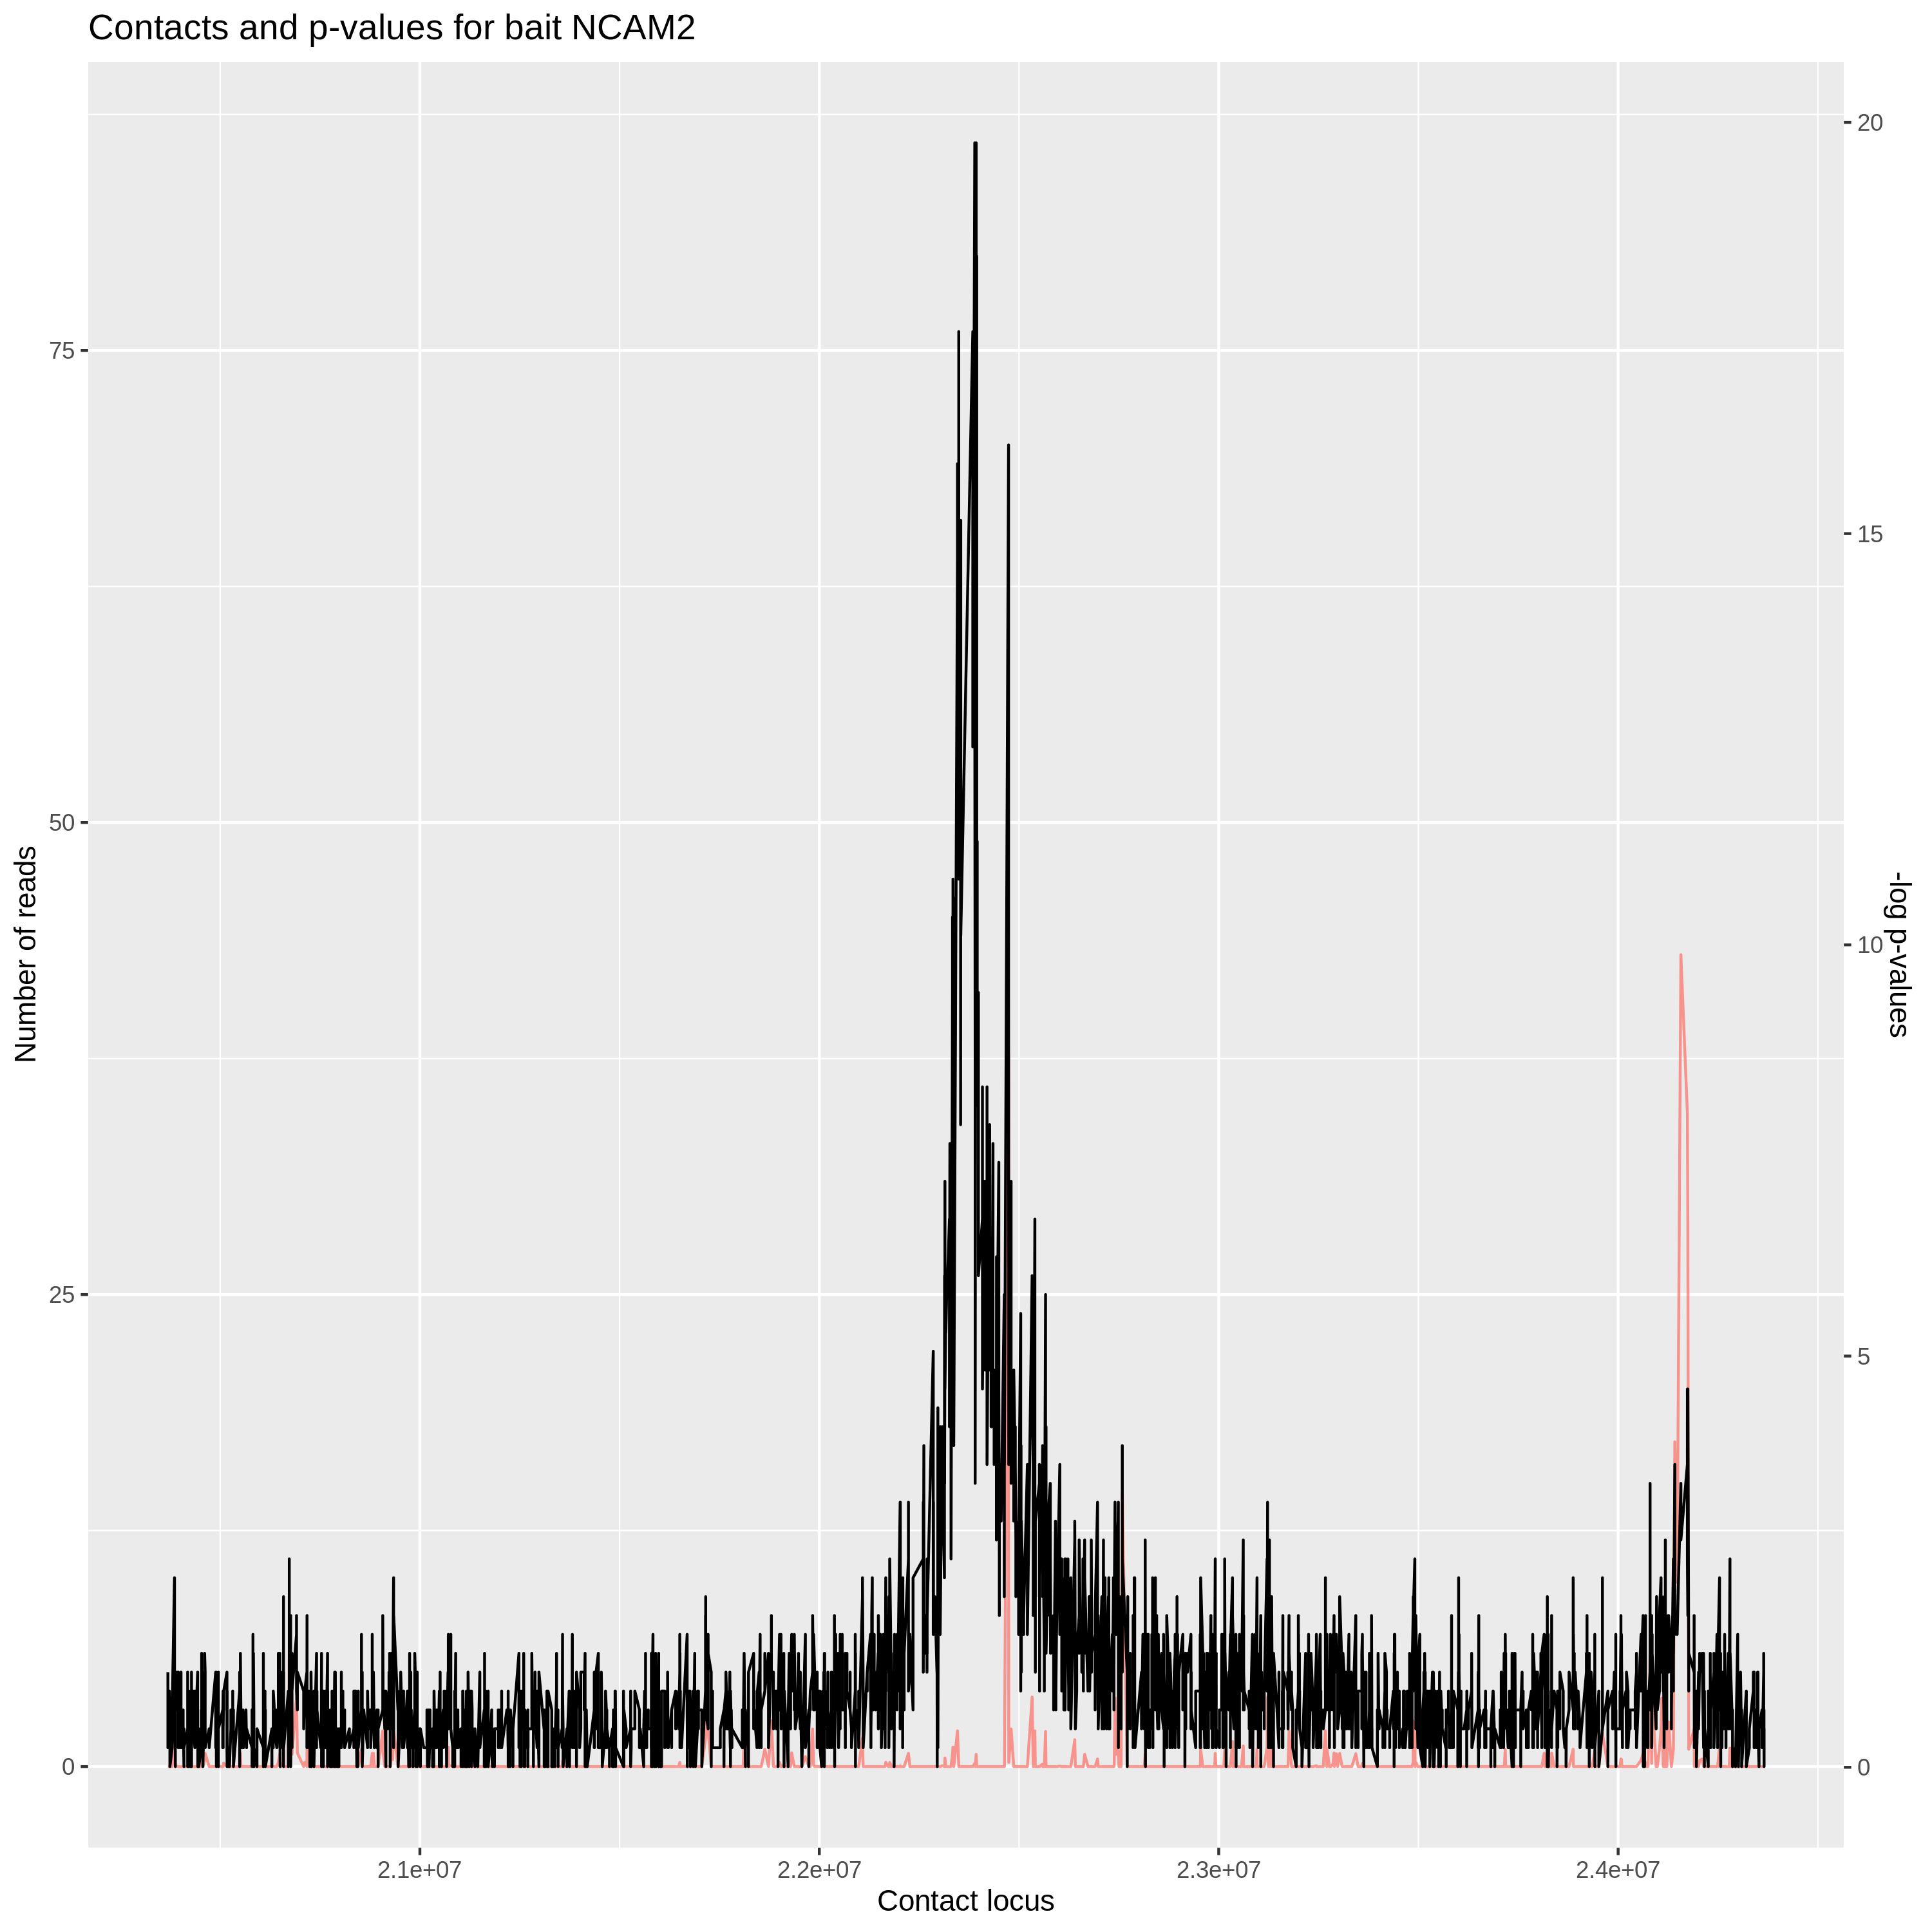 Contacts and p-values for bait NCAM2
Number of reads
75
50
25
0
20
15
10
5
0
-log p-values
2.1e+07 2.2e+07 2.3e+07 2.4e+07
Contact locus